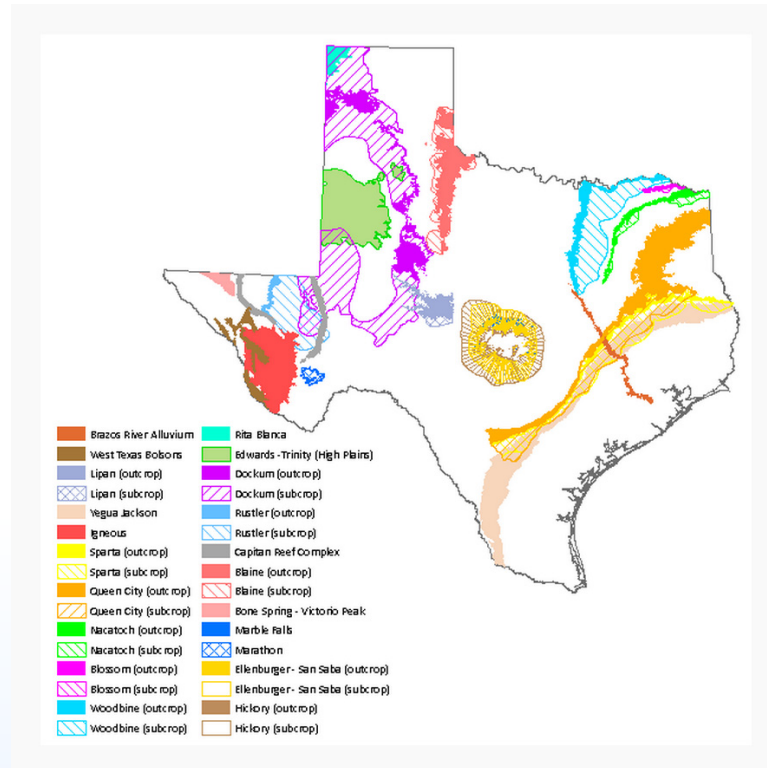 Brazos River Alluvium
West Texas Bolsons
Lipan (outcrop)
Lipan (subcrop)
Yegua Jackson
Igneous
Sparta (outcrop)
Sparta (subcrop)
Queen City (outcrop)
Queen City (subcrop)
Nacatoch (outcrop)
Nacatoch (subcrop)
Blossom (outcrop)
Blossom (subcrop)
Woodbine (outcrop)
Woodbine (subcrop)
Rita Blanca
Edwards-Trinity (High Plains)
Dockum (outcrop)
Dockum (subcrop)
Rustler (outcrop)
Rustler (subcrop)
Capitan Reef Complex
Blaine (outcrop)
Blaine (subcrop)
Bone Spring - Victorio Peak
Marble Falls
Marathon
Ellenburger - San Saba (outcrop)
Ellenburger - San Saba (subcrop)
Hickory (outcrop)
Hickory (subcrop)